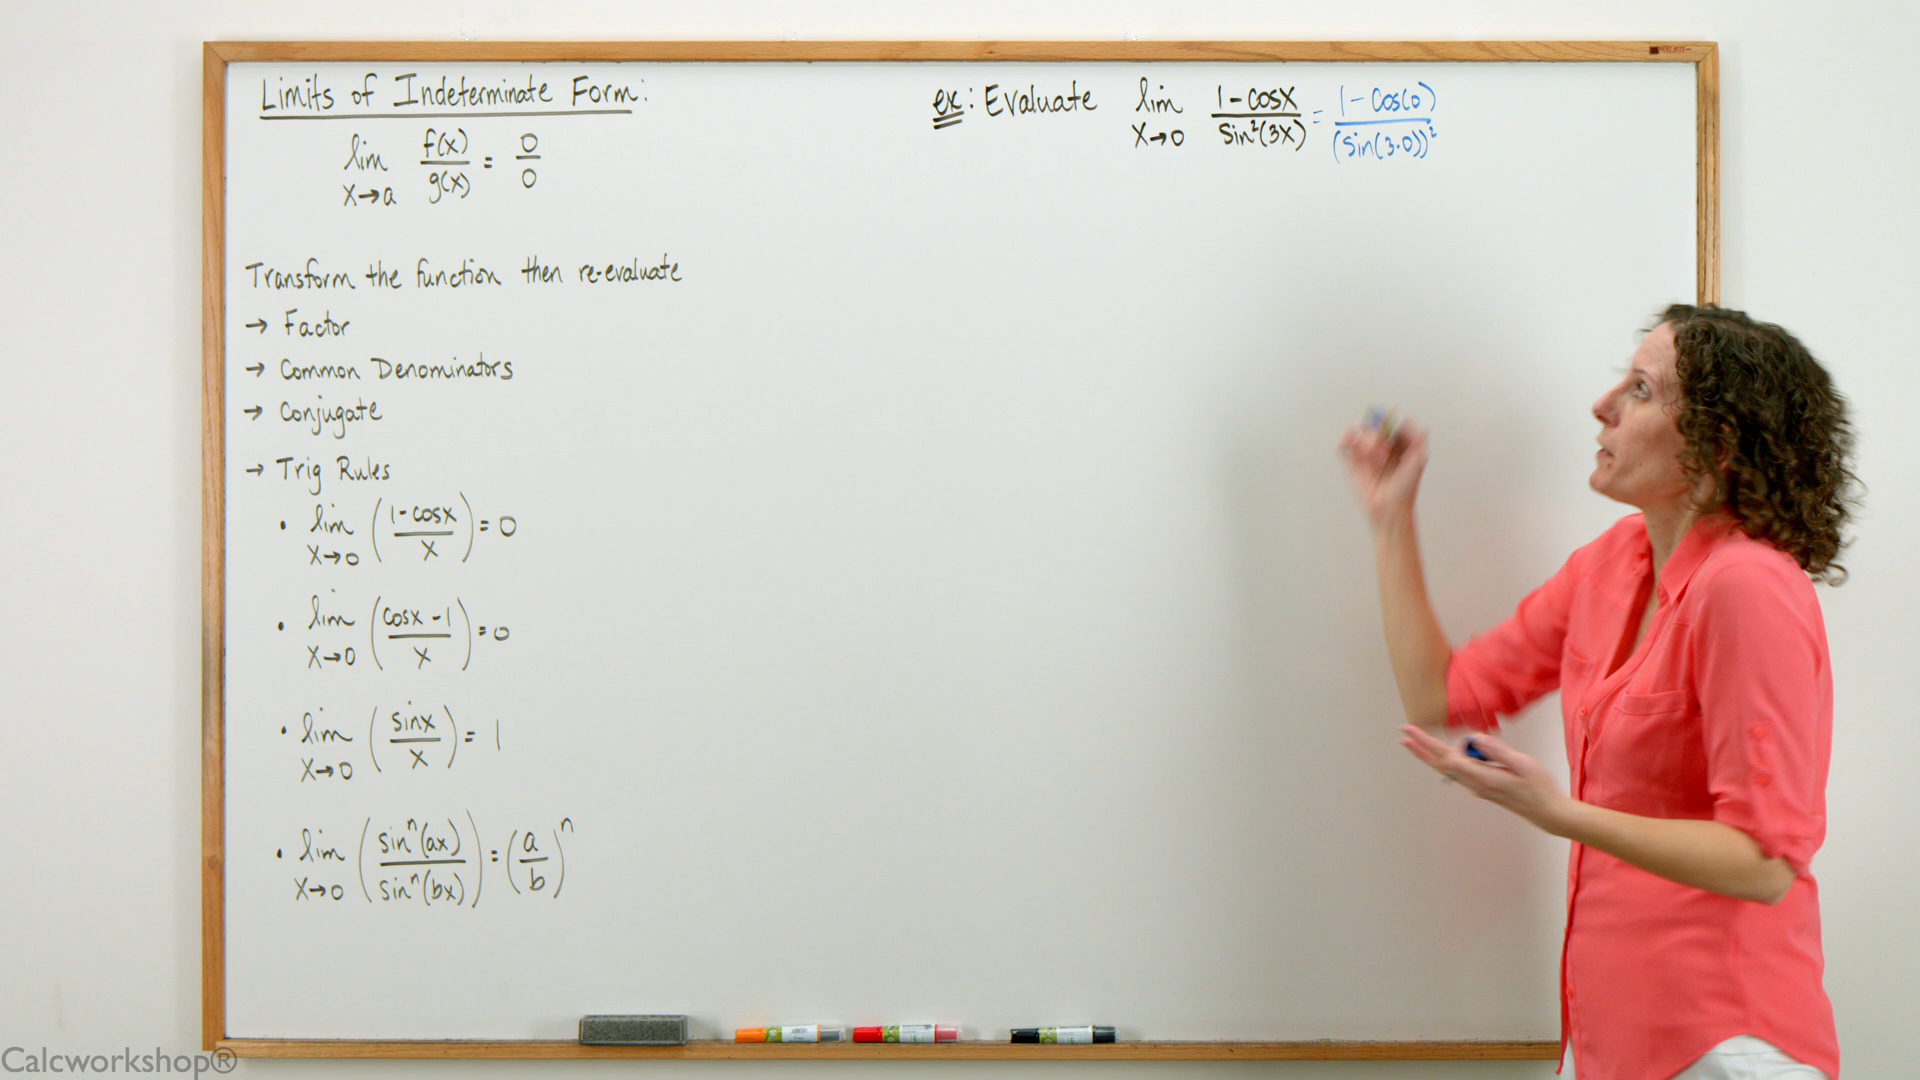 Limits of Indeterminate Form:
lim x→a f(x)/g(x) = 0/0
Transform the function then re-evaluate
→ Factor
→ Common Denominators
→ Conjugate
→ Trig Rules
• lim x→0 (1-cosx / x) = 0
• lim x→0 (cosx-1 / x) = 0
• lim x→0 (sinx / x) = 1
• lim x→0 (sinⁿ(ax) / sinⁿ(bx)) = (a/b)ⁿ
ex: Evaluate lim x→0 1-cosx / sin²(3x) = 1-cos(0) / (sin(3·0))²
Calcworkshop®